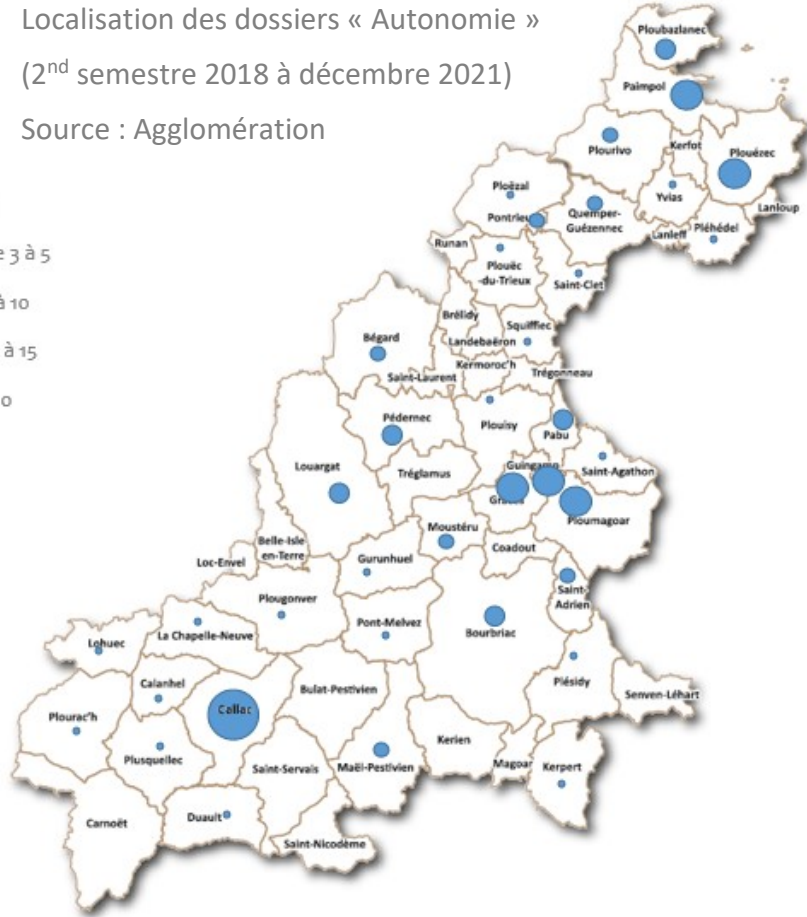 Localisation des dossiers « Autonomie »
(2nd semestre 2018 à décembre 2021)
Source : Agglomération
Ploubazlanec
Paimpol
Plourivo
Kerfot
Plouézec
Ploëzal
Yvias
Lanloup
Pontrieu
Quemper-
Guézennec
Lanleff
Pléhédel
Runan
Plouëc
-du-Trieux
Saint-Clet
3 à 5
à 10
à 15
Brélidy
Squiffiec
Bégard
Landebaëron
Kermoroc'h
Trégonneau
Saint-Laurent
Pédernec
Plouisy
Pabu
Louargat
Tréglamus
Guingamp
Saint-Agathon
Grâces
Ploumagoar
Moustéru
Coadout
Belle-Isle
en-Terre
Loc-Envel
Gurunhuel
Saint-
Adrien
Plougonver
La Chapelle-Neuve
Pont-Melvez
Bourbriac
Lohuec
Calanhel
Bulat-Pestivien
Plésidy
Senven-Léhart
Callac
Plourac'h
Plusquellec
Saint-Servais
Maël-Pestivien
Kerien
Magoar
Kerpert
Carnoët
Duault
Saint-Nicodème